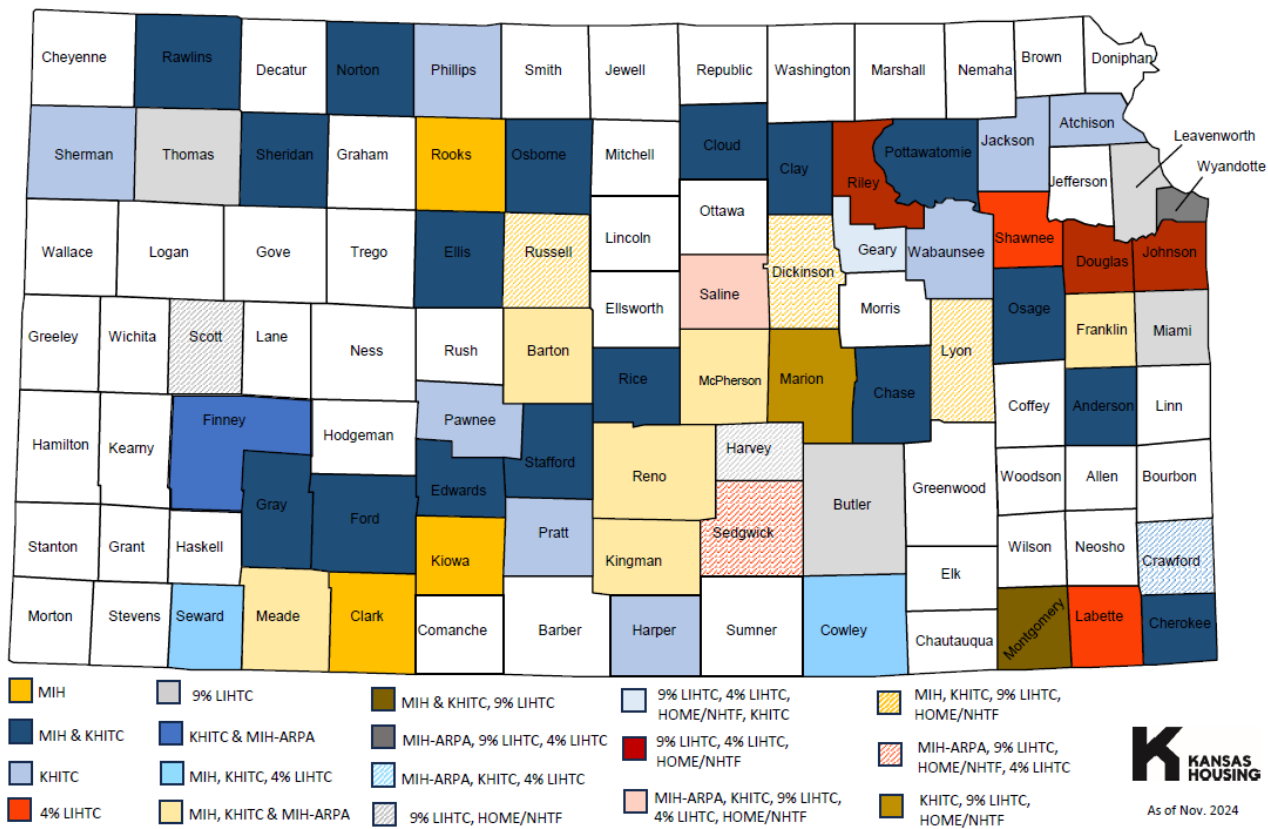 Cheyenne
Rawlins
Decatur
Norton
Phillips
Smith
Jewell
Republic
Washington
Marshall
Nemaha
Brown
Doniphan
Sherman
Thomas
Sheridan
Graham
Rooks
Osborne
Mitchell
Cloud
Clay
Riley
Pottawatomie
Jackson
Atchison
Jefferson
Leavenworth
Wyandotte
Wallace
Logan
Gove
Trego
Ellis
Russell
Lincoln
Ottawa
Saline
Dickinson
Geary
Wabaunsee
Shawnee
Douglas
Johnson
Greeley
Wichita
Scott
Lane
Ness
Rush
Barton
Ellsworth
Rice
McPherson
Marion
Morris
Chase
Lyon
Osage
Franklin
Miami
Hamilton
Kearny
Finney
Hodgeman
Pawnee
Stafford
Edwards
Reno
Harvey
Sedgwick
Butler
Greenwood
Coffey
Anderson
Linn
Woodson
Allen
Bourbon
Stanton
Grant
Haskell
Gray
Ford
Kiowa
Pratt
Kingman
Elk
Wilson
Neosho
Crawford
Morton
Stevens
Seward
Meade
Clark
Comanche
Barber
Harper
Sumner
Cowley
Chautauqua
Montgomery
Labette
Cherokee
MIH
MIH & KHITC
KHITC
4% LIHTC
9% LIHTC
KHITC & MIH-ARPA
MIH, KHITC, 4% LIHTC
MIH, KHITC & MIH-ARPA
MIH & KHITC, 9% LIHTC
MIH-ARPA, 9% LIHTC, 4% LIHTC
MIH-ARPA, KHITC, 4% LIHTC
9% LIHTC, HOME/NHTF
9% LIHTC, 4% LIHTC,
HOME/NHTF, KHITC
9% LIHTC, 4% LIHTC,
HOME/NHTF
MIH-ARPA, KHITC, 9% LIHTC,
4% LIHTC, HOME/NHTF
MIH, KHITC, 9% LIHTC,
HOME/NHTF
MIH-ARPA, 9% LIHTC,
HOME/NHTF, 4% LIHTC
KHITC, 9% LIHTC,
HOME/NHTF
K
KANSAS
HOUSING
As of Nov. 2024